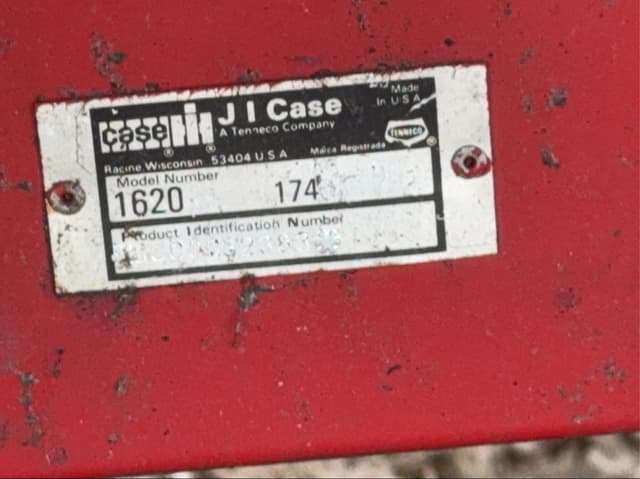 case IH J I Case Made
A Tenneco Company In U S A
TENNECO ®
Racine Wisconsin 53404 U S A Marca Registrada
Model Number
1620 174
Product Identification Number